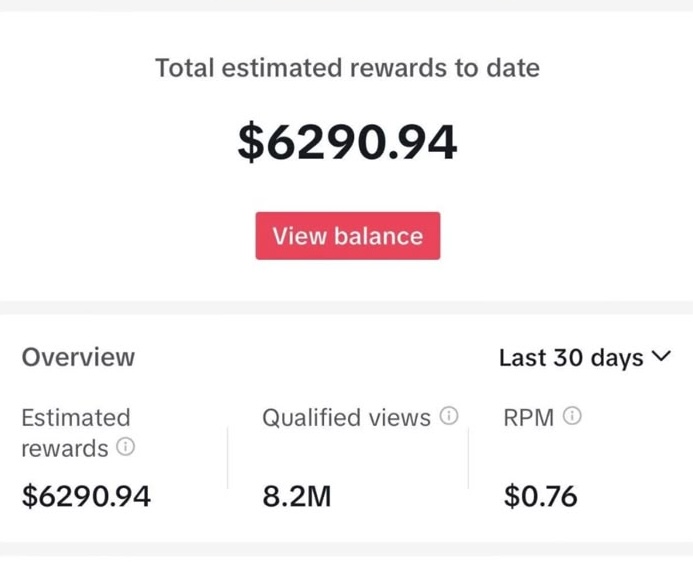 Total estimated rewards to date
$6290.94
View balance
Overview
Last 30 days
Estimated
rewards
Qualified views
RPM
$6290.94
8.2M
$0.76